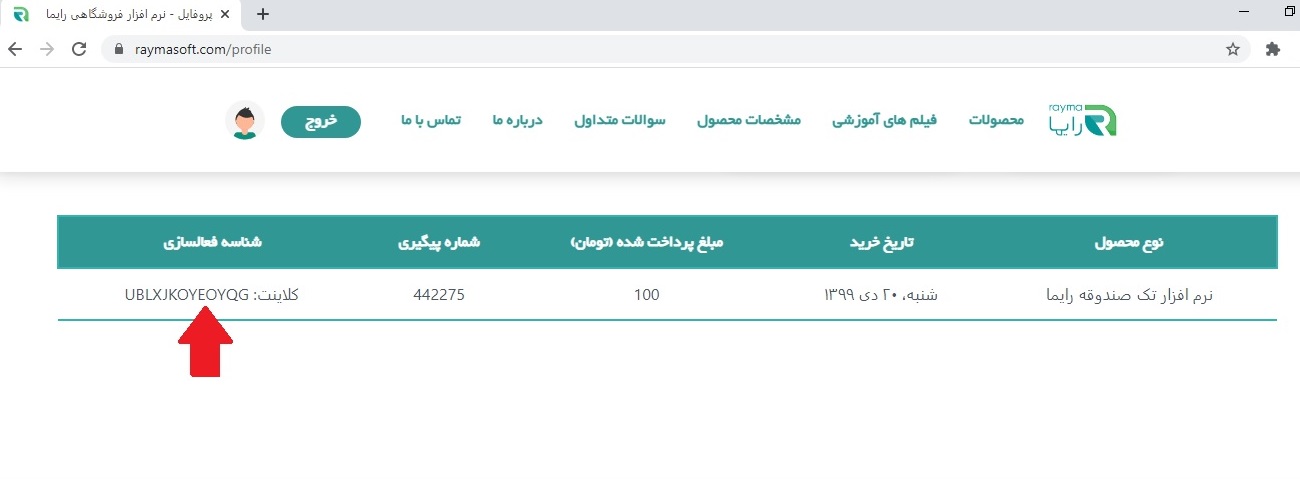 پروفایل - نرم افزار فروشگاهی رایما
raymasoft.com/profile
rayma
رایما
محصولات
فیلم های آموزشی
مشخصات محصول
سوالات متداول
درباره ما
تماس با ما
خروج
نوع محصول تاریخ خرید مبلغ پرداخت شده (تومان) شماره پیگیری شناسه فعالسازی
نرم افزار تک صندوقه رایما شنبه، ۲۰ دی ۱۳۹۹ 100 442275 کلاینت: UBLXJKOYEOYQG